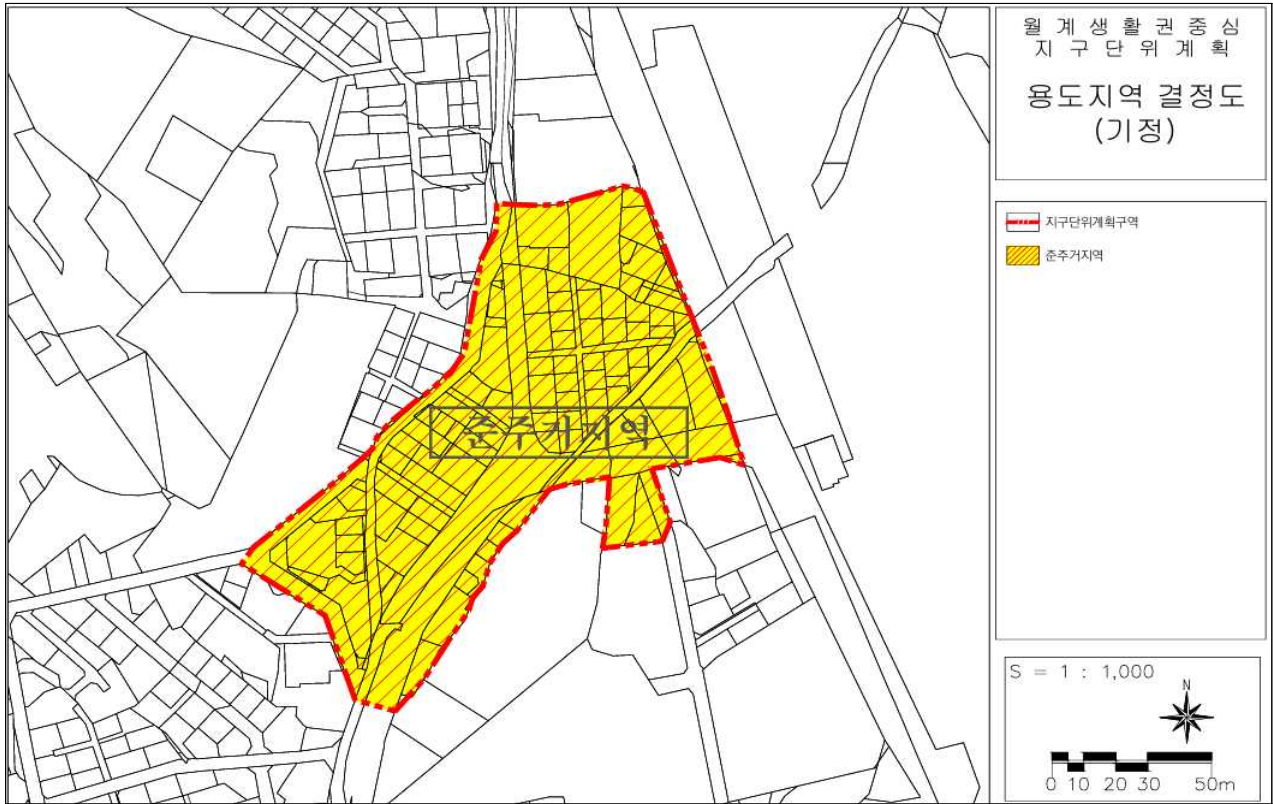 월계생활권중심
지구단위계획
용도지역 결정도
(기정)
지구단위계획구역
준주거지역
준주거지역
S = 1 : 1,000
N
0 10 20 30 50m